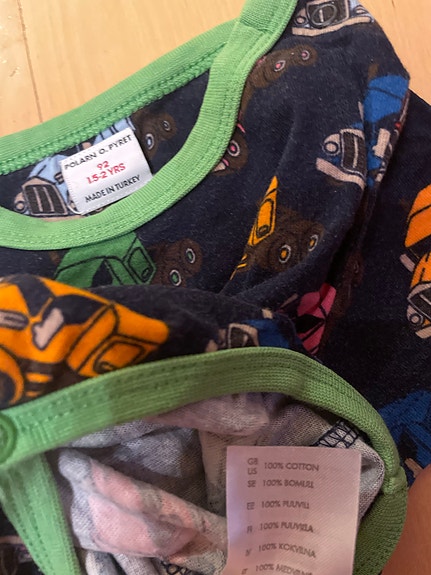 POLARN O. PYRET
92
1.5-2 YRS
MADE IN TURKEY
GB 100% COTTON
US
SE 100% BOMULL
EE 100% PUUVILL
FI 100% PUUVILLA
100% KOKVILNA
100% MEDVILNĖ